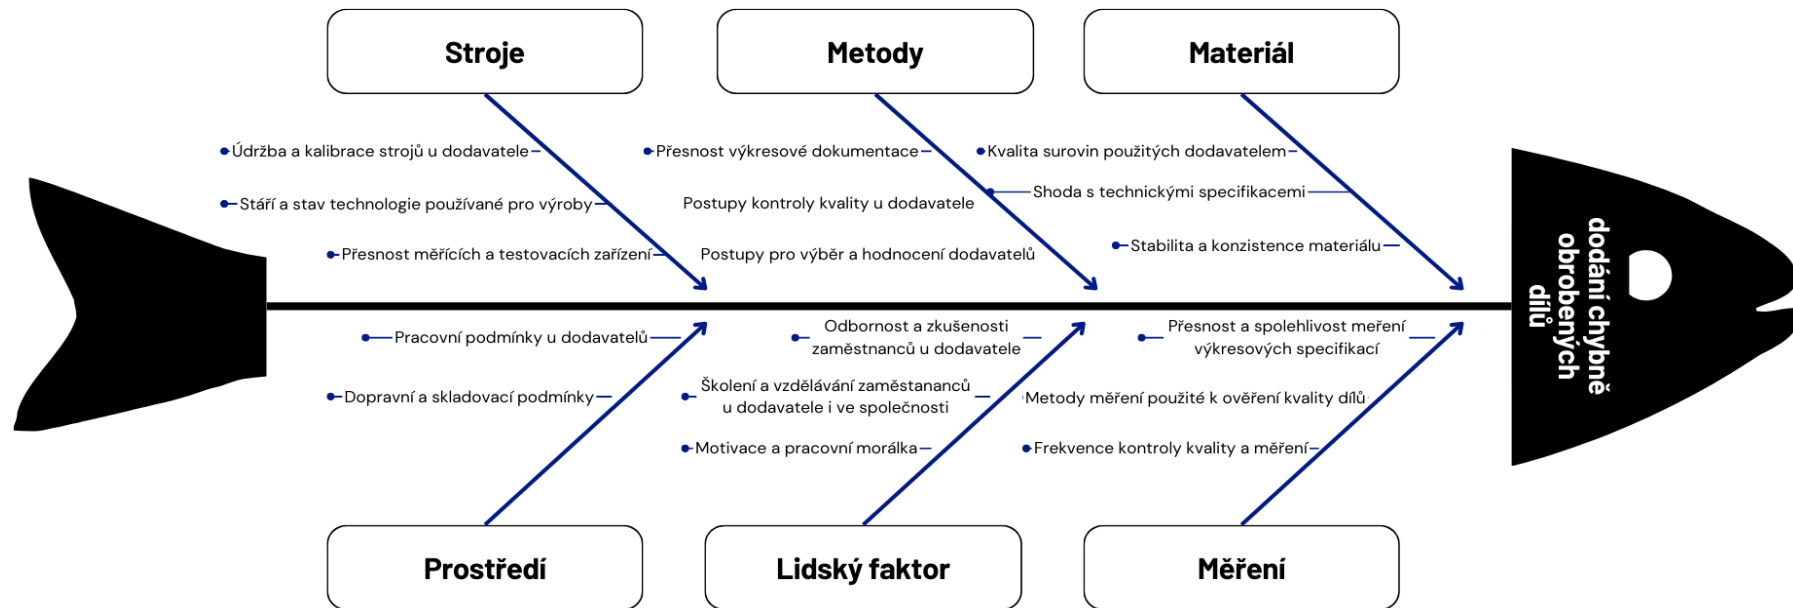 Stroje
Metody
Materiál
Údržba a kalibrace strojů u dodavatele
Přesnost výkresové dokumentace
Kvalita surovin použitých dodavatelem
Stáří a stav technologie používané pro výroby
Postupy kontroly kvality u dodavatele
Shoda s technickými specifikacemi
Přesnost měřících a testovacích zařízení
Postupy pro výběr a hodnocení dodavatelů
Stabilita a konzistence materiálu
dodání chybně
obrobených
dílů
Pracovní podmínky u dodavatelů
Odbornost a zkušenosti
zaměstnanců u dodavatele
Přesnost a spolehlivost meření
výkresových specifikací
Dopravní a skladovací podmínky
Školení a vzdělávání zaměstananců
u dodavatele i ve společnosti
Metody měření použité k ověření kvality dílů
Motivace a pracovní morálka
Frekvence kontroly kvality a měření
Prostředí
Lidský faktor
Měření